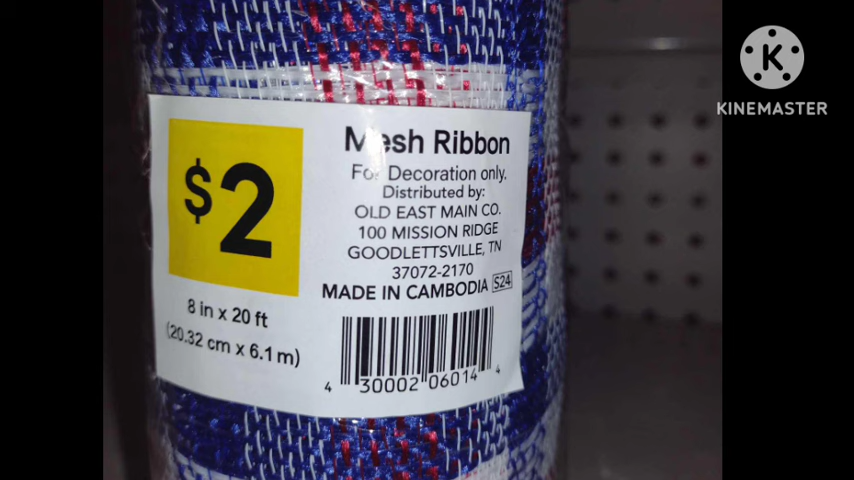 K
KINEMASTER
$2
8 in x 20 ft
(20.32 cm x 6.1 m)
Mesh Ribbon
For Decoration only.
Distributed by:
OLD EAST MAIN CO.
100 MISSION RIDGE
GOODLETTSVILLE, TN
37072-2170
MADE IN CAMBODIA S24
4 30002 06014 4